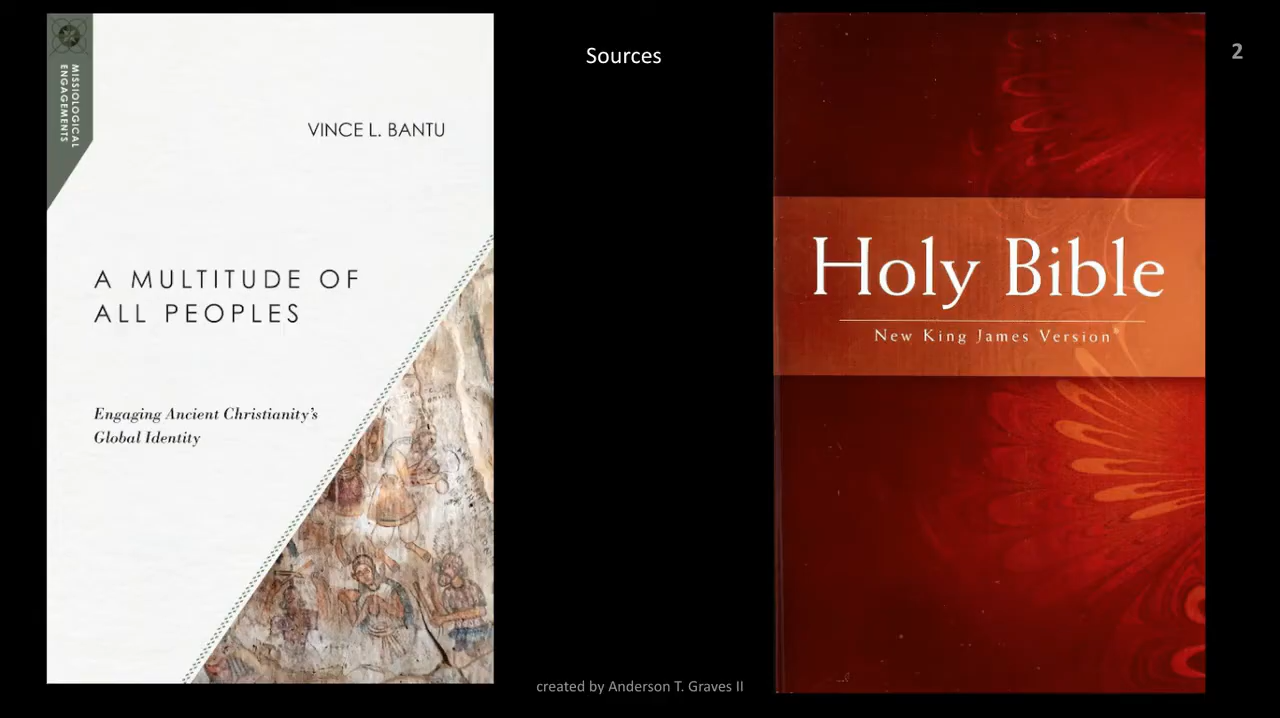 Sources
2
MISSIOLOGICAL
ENGAGEMENTS
VINCE L. BANTU
A MULTITUDE OF
ALL PEOPLES
Engaging Ancient Christianity's
Global Identity
Holy Bible
New King James Version®
created by Anderson T. Graves II